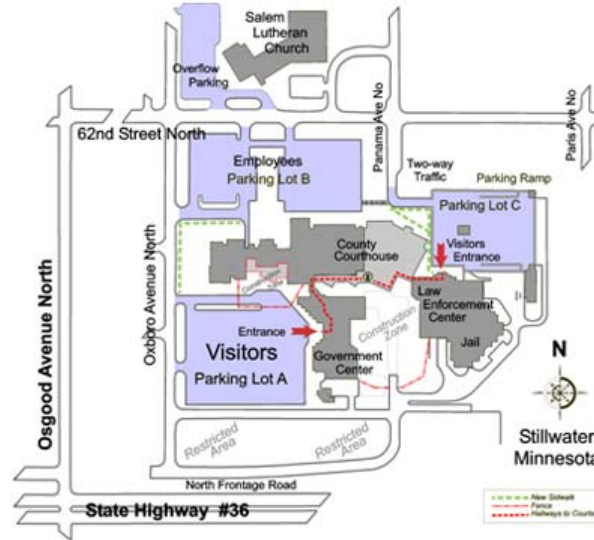 Salem
Lutheran
Church
Overflow
Parking
62nd Street North
Panama Ave No
Paris Ave No
Employees
Parking Lot B
Two-way
Traffic
Parking Ramp
Parking Lot C
Visitors
Entrance
County
Courthouse
Law
Enforcement
Center
Jail
Construction
Zone
Oxboro Avenue North
Osgood Avenue North
Entrance
Visitors
Parking Lot A
Government
Center
N
Stillwater
Minnesota
Restricted
Area
Restricted
Area
North Frontage Road
State Highway #36
New Sidwalk
Fence
Hallways to Courts